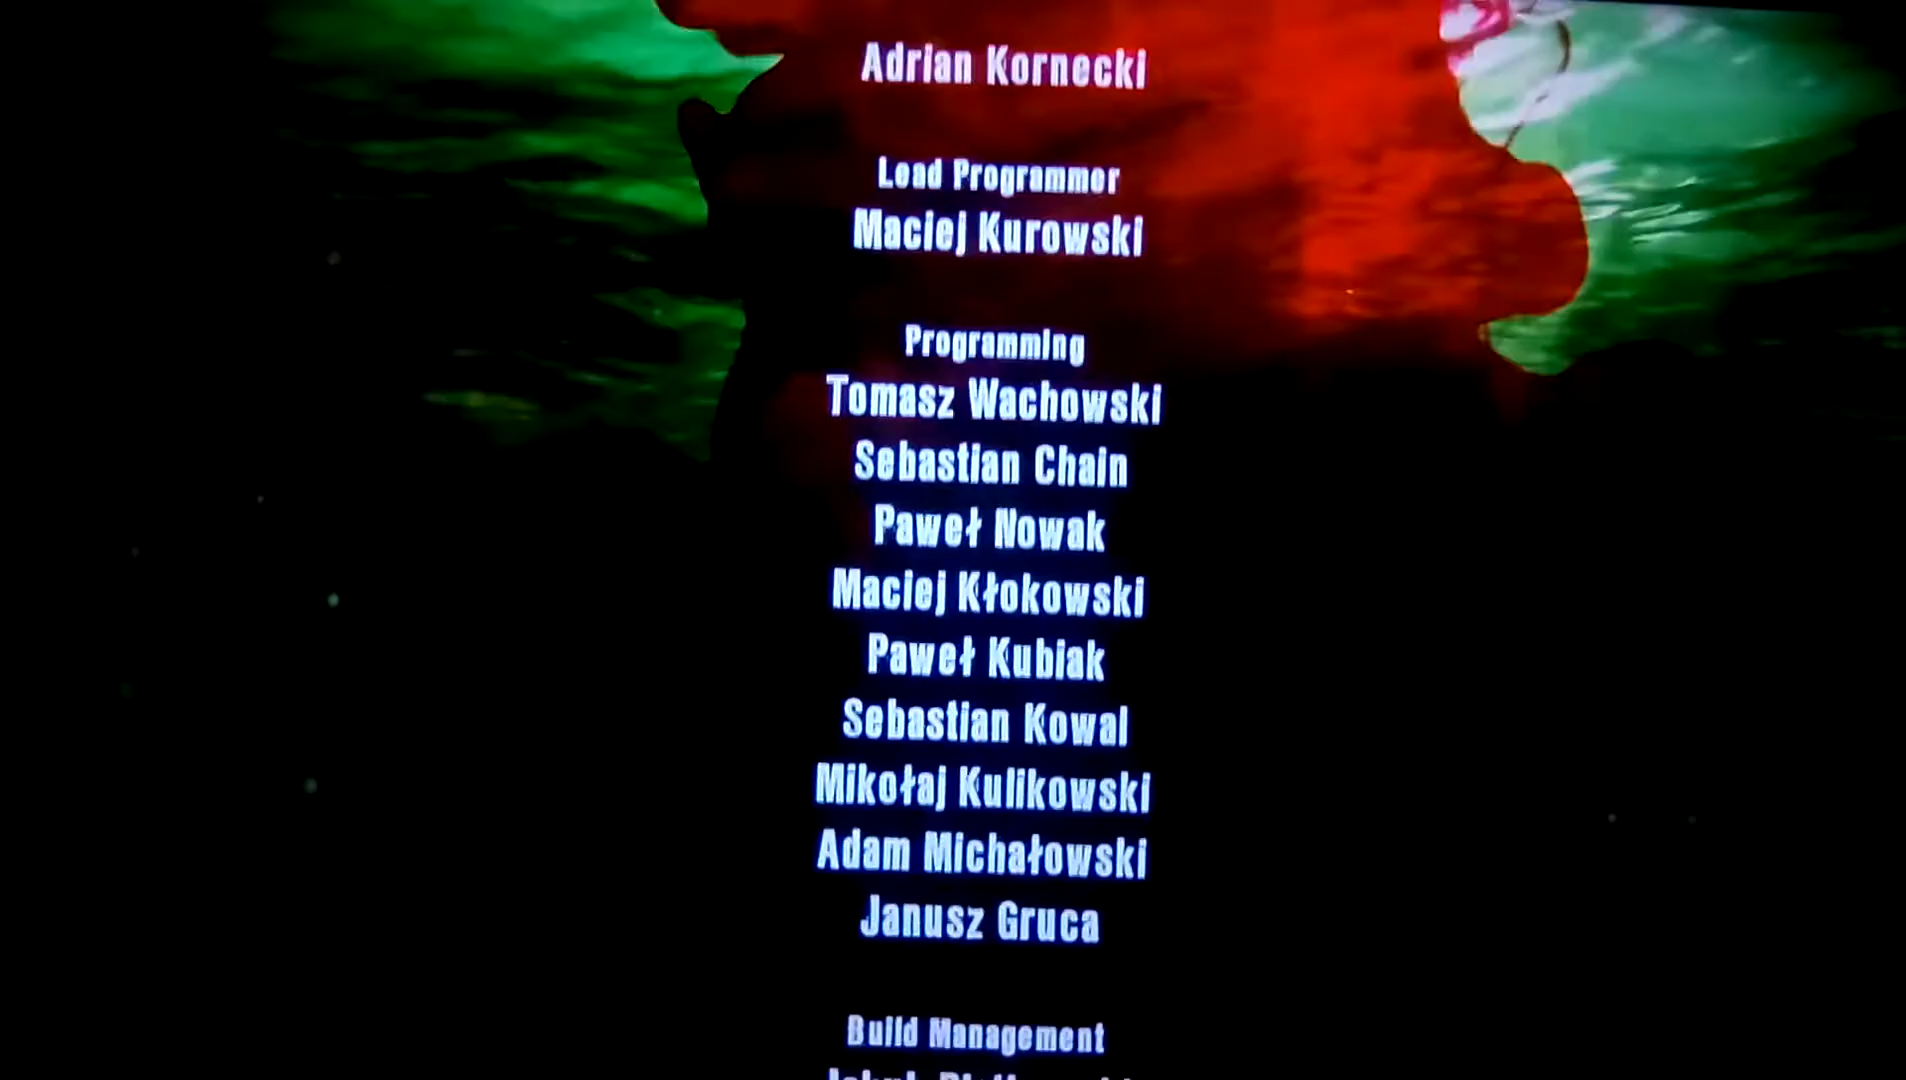 Adrian Kornecki
Lead Programmer
Maciej Kurowski
Programming
Tomasz Wachowski
Sebastian Chain
Paweł Nowak
Maciej Kłokowski
Paweł Kubiak
Sebastian Kowal
Mikołaj Kulikowski
Adam Michałowski
Janusz Gruca
Build Management